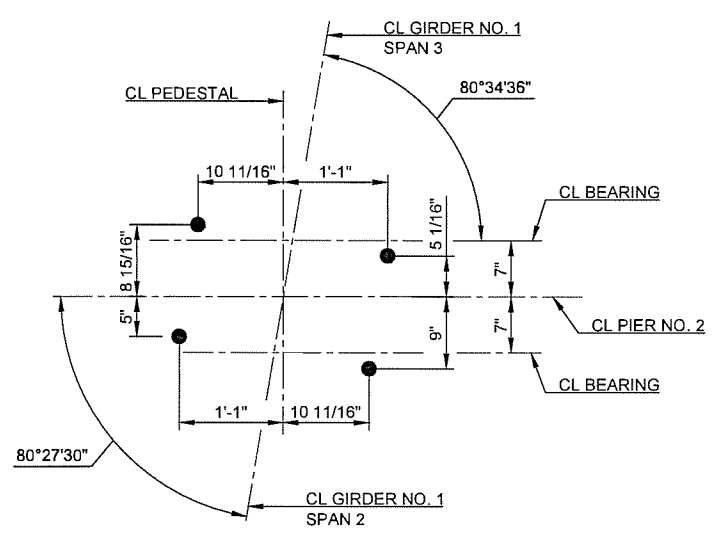 CL GIRDER NO. 1
SPAN 3
80°34'36"
CL PEDESTAL
10 11/16"
1'-1"
CL BEARING
8 15/16"
5 1/16"
7"
5"
9"
7"
CL PIER NO. 2
CL BEARING
1'-1"
10 11/16"
80°27'30"
CL GIRDER NO. 1
SPAN 2